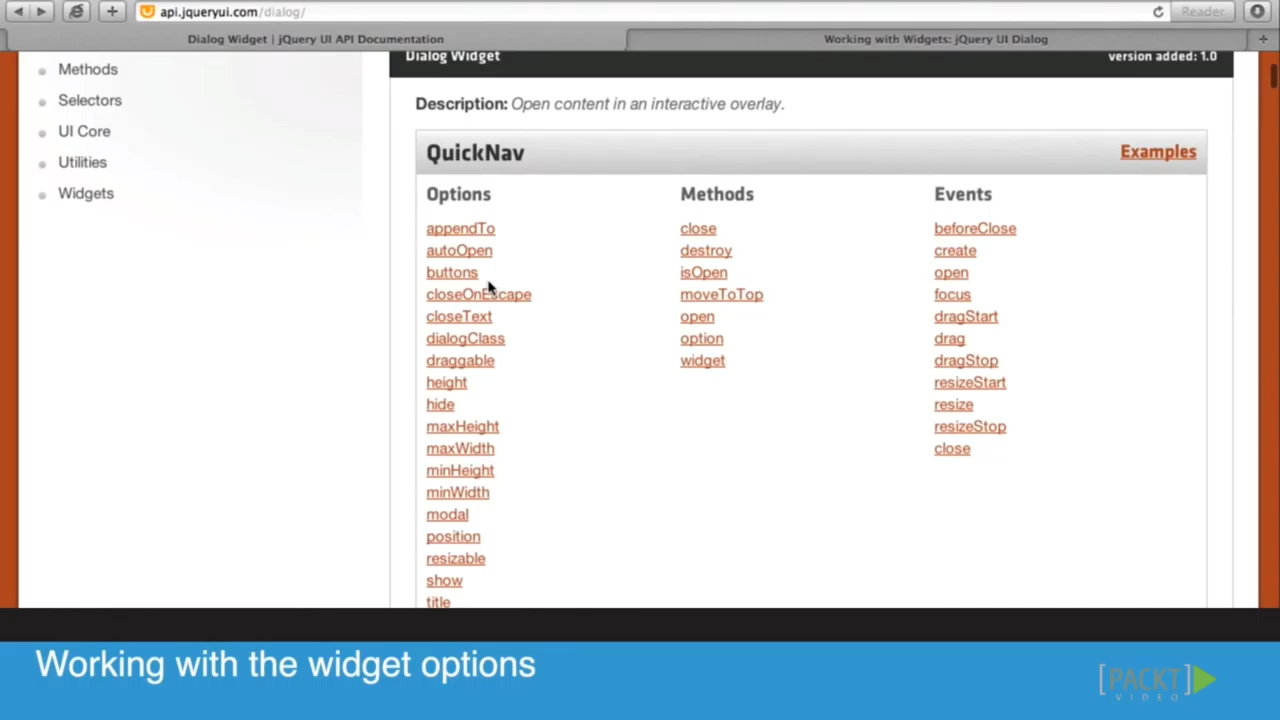 api.jqueryui.com/dialog/
Reader
Dialog Widget | jQuery UI API Documentation
Working with Widgets: jQuery UI Dialog
Methods
Selectors
UI Core
Utilities
Widgets
Dialog Widget
version added: 1.0
Description: Open content in an interactive overlay.
QuickNav
Examples
Options
appendTo
autoOpen
buttons
closeOnEscape
closeText
dialogClass
draggable
height
hide
maxHeight
maxWidth
minHeight
minWidth
modal
position
resizable
show
title
Methods
close
destroy
isOpen
moveToTop
open
option
widget
Events
beforeClose
create
open
focus
dragStart
drag
dragStop
resizeStart
resize
resizeStop
close
Working with the widget options
[PACKT]
VIDEO